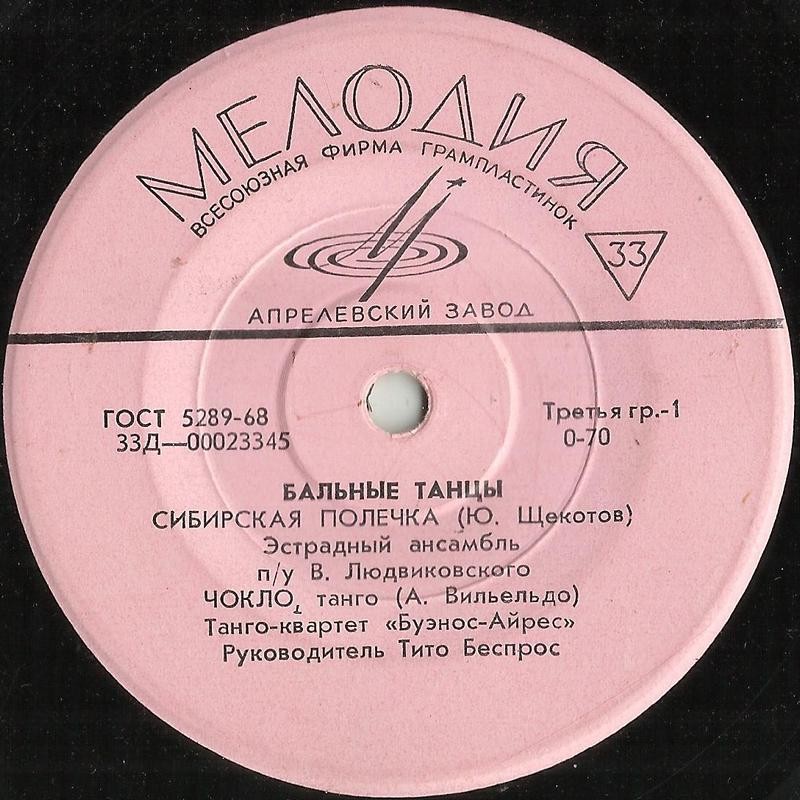 МЕЛОДИЯ
ВСЕСОЮЗНАЯ ФИРМА ГРАМПЛАСТИНОК
33
АПРЕЛЕВСКИЙ ЗАВОД
ГОСТ 5289-68
Третья гр.-1
33Д—00023345
0-70
БАЛЬНЫЕ ТАНЦЫ
СИБИРСКАЯ ПОЛЕЧКА (Ю. Щекотов)
Эстрадный ансамбль
п/у В. Людвиковского
ЧОКЛО, танго (А. Вильельдо)
Танго-квартет «Буэнос-Айрес»
Руководитель Тито Беспрос